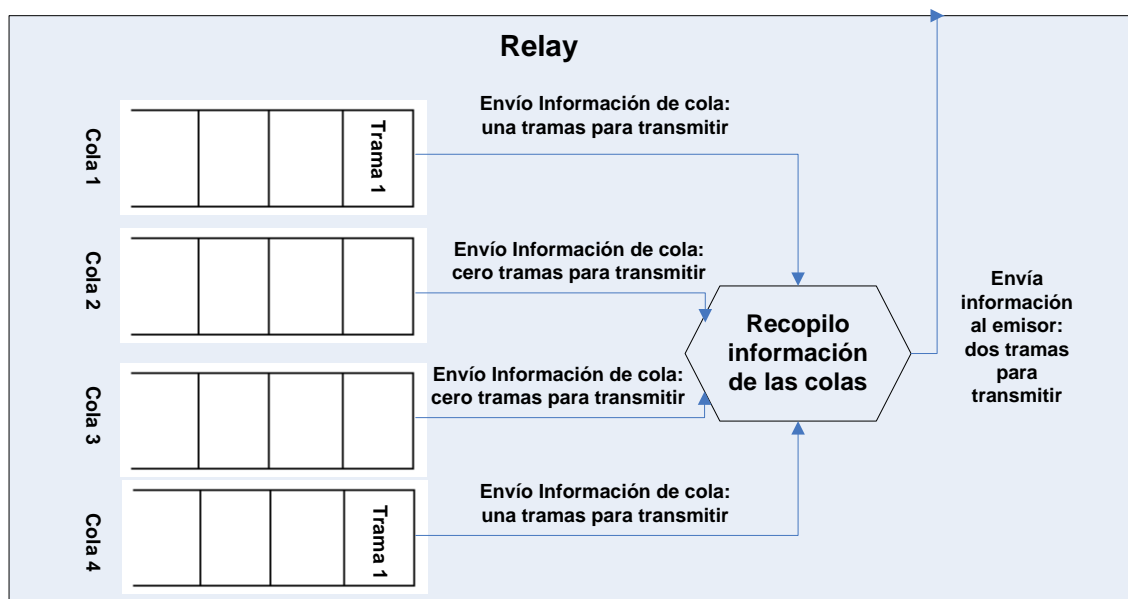 Relay
Cola 1
Trama 1
Envío Información de cola:
una tramas para transmitir
Cola 2
Envío Información de cola:
cero tramas para transmitir
Cola 3
Envío Información de cola:
cero tramas para transmitir
Cola 4
Trama 1
Envío Información de cola:
una tramas para transmitir
Recopilo
información
de las colas
Envía
información
al emisor:
dos tramas
para
transmitir